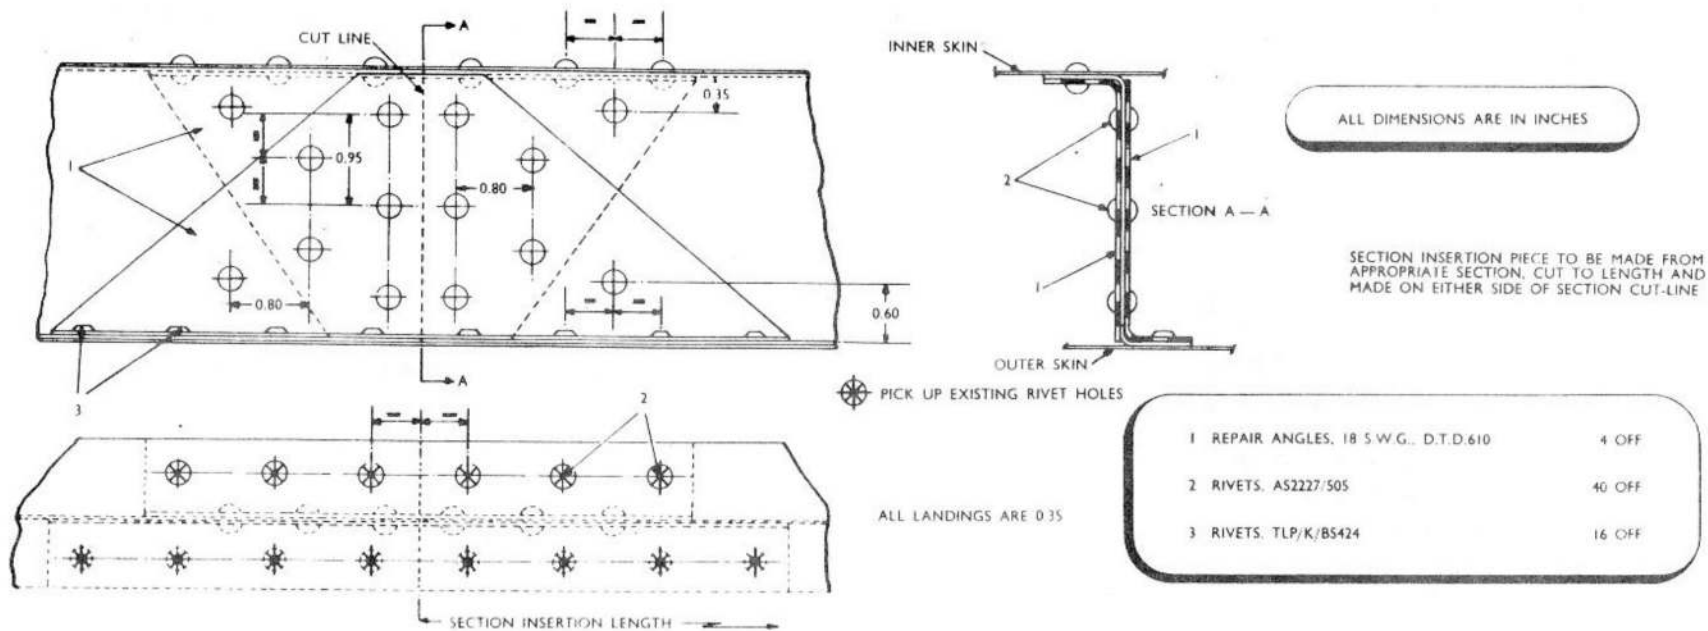 A
CUT LINE
INNER SKIN
0.35
ALL DIMENSIONS ARE IN INCHES
1
0.95
1
2
0.80
SECTION A — A
SECTION INSERTION PIECE TO BE MADE FROM
APPROPRIATE SECTION, CUT TO LENGTH AND
MADE ON EITHER SIDE OF SECTION CUT-LINE
1
0.80
0.60
OUTER SKIN
A
PICK UP EXISTING RIVET HOLES
3
2
1 REPAIR ANGLES, 18 S.W.G., D.T.D.610 4 OFF
2 RIVETS. AS2227/505 40 OFF
ALL LANDINGS ARE 0.35
3 RIVETS. TLP/K/BS424 16 OFF
SECTION INSERTION LENGTH